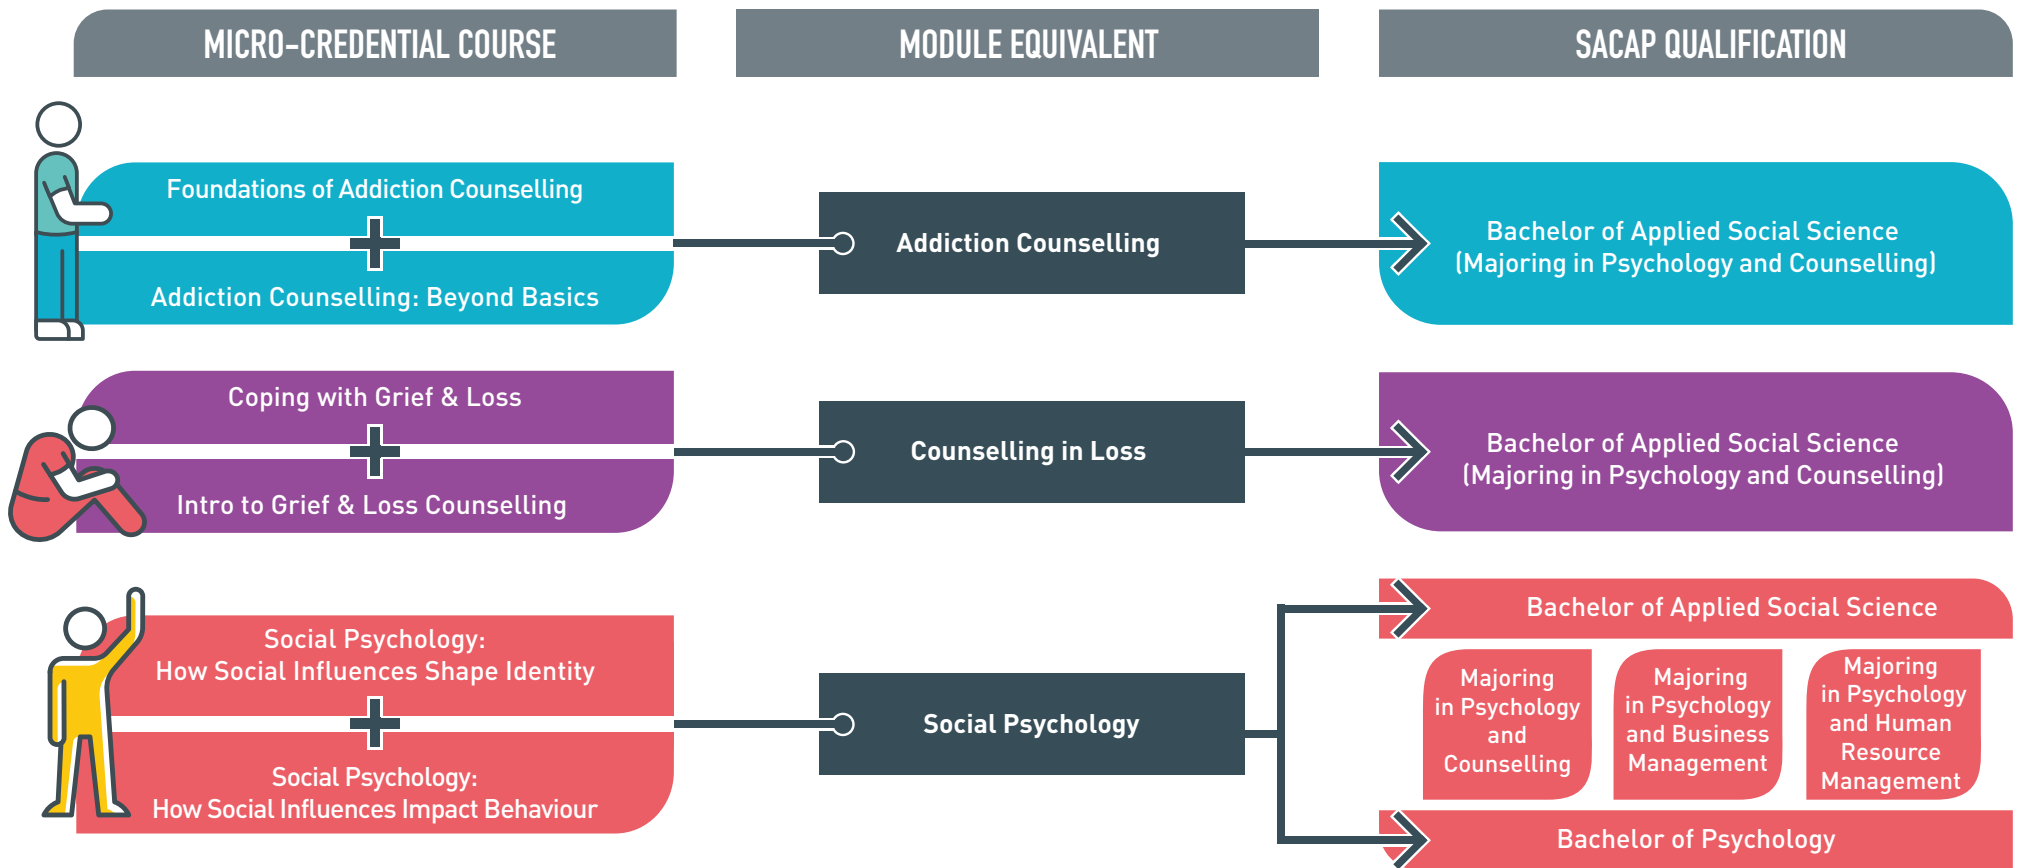 MICRO-CREDENTIAL COURSE
MODULE EQUIVALENT
SACAP QUALIFICATION
Foundations of Addiction Counselling
Addiction Counselling: Beyond Basics
Addiction Counselling
Bachelor of Applied Social Science
(Majoring in Psychology and Counselling)
Coping with Grief & Loss
Intro to Grief & Loss Counselling
Counselling in Loss
Bachelor of Applied Social Science
(Majoring in Psychology and Counselling)
Social Psychology:
How Social Influences Shape Identity
Social Psychology:
How Social Influences Impact Behaviour
Social Psychology
Bachelor of Applied Social Science
Majoring
in Psychology
and
Counselling
Majoring
in Psychology
and Business
Management
Majoring
in Psychology
and Human
Resource
Management
Bachelor of Psychology